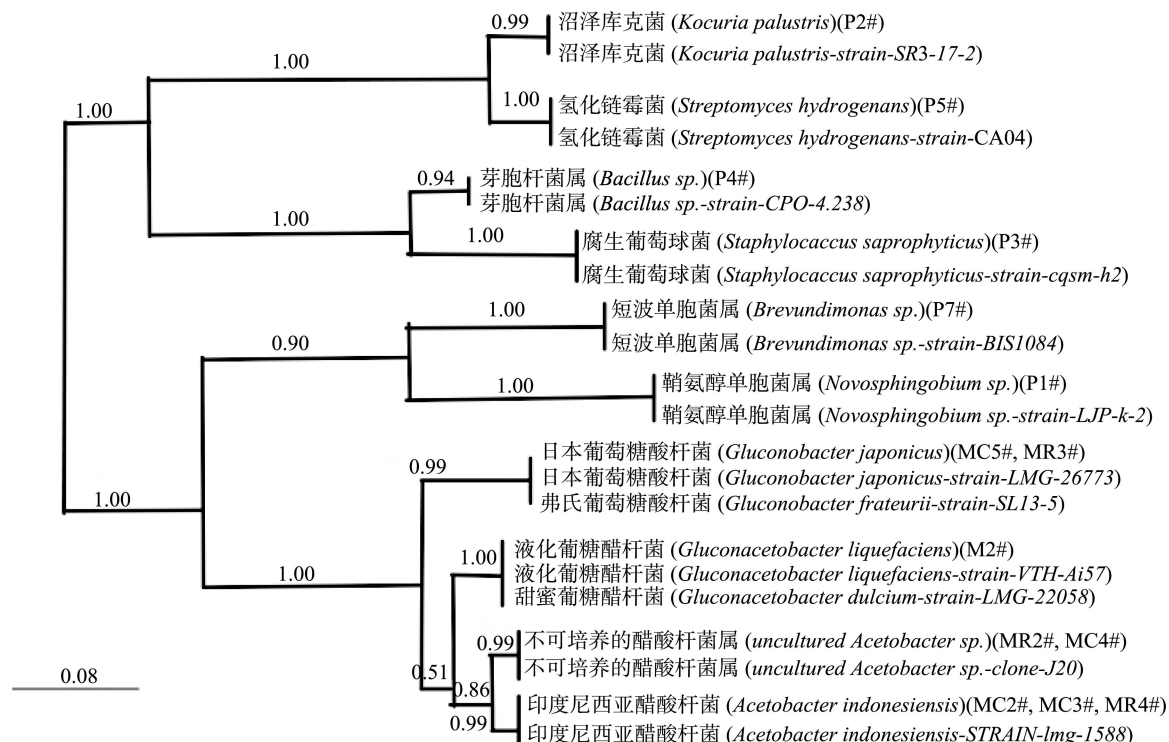 0.99
沼泽库克菌 (Kocuria palustris)(P2#)
沼泽库克菌 (Kocuria palustris-strain-SR3-17-2)
1.00
1.00
氢化链霉菌 (Streptomyces hydrogenans)(P5#)
氢化链霉菌 (Streptomyces hydrogenans-strain-CA04)
1.00
0.94
芽胞杆菌属 (Bacillus sp.)(P4#)
芽胞杆菌属 (Bacillus sp.-strain-CPO-4.238)
1.00
1.00
腐生葡萄球菌 (Staphylocaccus saprophyticus)(P3#)
腐生葡萄球菌 (Staphylocaccus saprophyticus-strain-cqsm-h2)
1.00
短波单胞菌属 (Brevundimonas sp.)(P7#)
短波单胞菌属 (Brevundimonas sp.-strain-BIS1084)
0.90
1.00
鞘氨醇单胞菌属 (Novosphingobium sp.)(P1#)
鞘氨醇单胞菌属 (Novosphingobium sp.-strain-LJP-k-2)
1.00
0.99
日本葡萄糖酸杆菌 (Gluconobacter japonicus)(MC5#, MR3#)
日本葡萄糖酸杆菌 (Gluconobacter japonicus-strain-LMG-26773)
弗氏葡萄糖酸杆菌 (Gluconobacter frateurii-strain-SL13-5)
1.00
1.00
液化葡糖醋杆菌 (Gluconacetobacter liquefaciens)(M2#)
液化葡糖醋杆菌 (Gluconacetobacter liquefaciens-strain-VTH-Ai57)
甜蜜葡糖醋杆菌 (Gluconacetobacter dulcium-strain-LMG-22058)
0.51
0.99
不可培养的醋酸杆菌属 (uncultured Acetobacter sp.)(MR2#, MC4#)
不可培养的醋酸杆菌属 (uncultured Acetobacter sp.-clone-J20)
0.86
0.99
印度尼西亚醋酸杆菌 (Acetobacter indonesiensis)(MC2#, MC3#, MR4#)
印度尼西亚醋酸杆菌 (Acetobacter indonesiensis-STRAIN-lmg-1588)
0.08